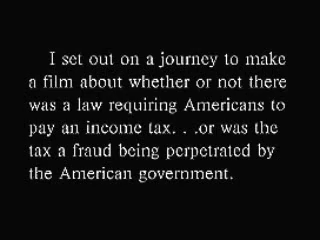 I set out on a journey to make
a film about whether or not there
was a law requiring Americans to
pay an income tax. . .or was the
tax a fraud being perpetrated by
the American government.